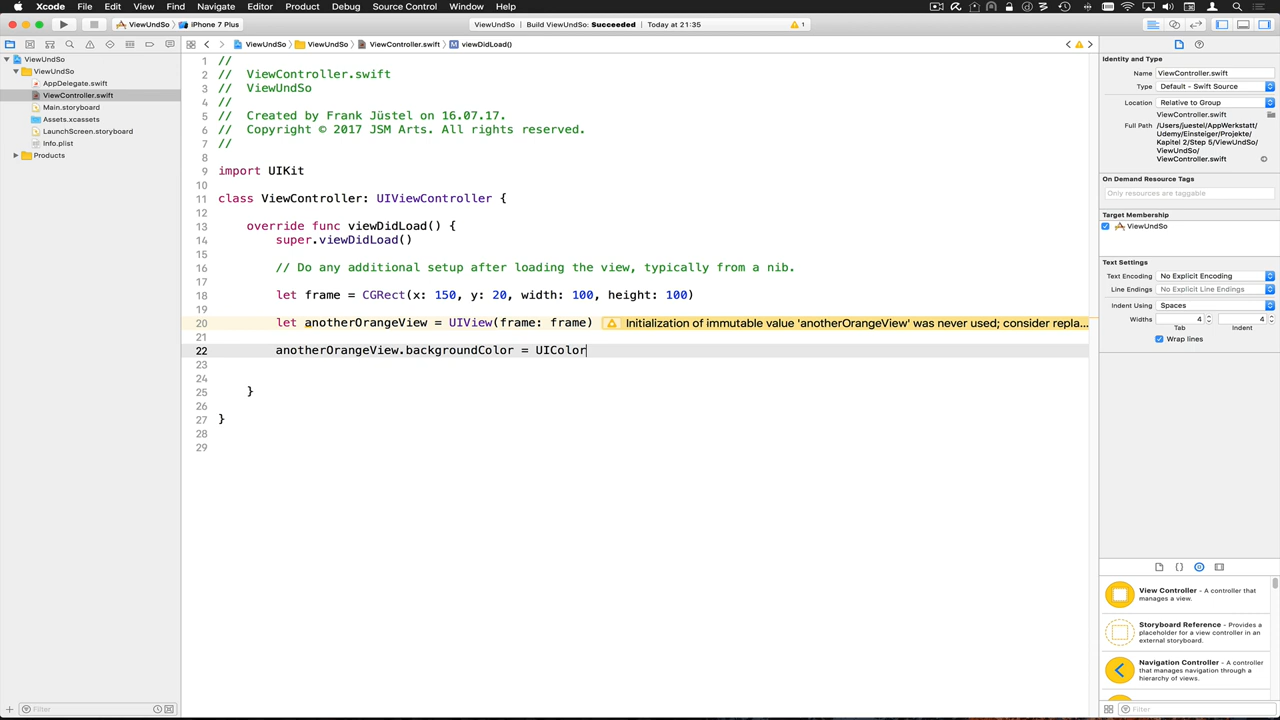 Xcode File Edit View Find Navigate Editor Product Debug Source Control Window Help
ViewUndSo iPhone 7 Plus
ViewUndSo Build ViewUndSo: Succeeded Today at 21:35 1
ViewUndSo ViewUndSo ViewController.swift M viewDidLoad()
ViewUndSo
ViewUndSo
AppDelegate.swift
ViewController.swift
Main.storyboard
Assets.xcassets
LaunchScreen.storyboard
Info.plist
Products
Filter
1 //
2 // ViewController.swift
3 // ViewUndSo
4 //
5 // Created by Frank Jüstel on 16.07.17.
6 // Copyright © 2017 JSM Arts. All rights reserved.
7 //
8
9 import UIKit
10
11 class ViewController: UIViewController {
12
13 override func viewDidLoad() {
14 super.viewDidLoad()
15
16 // Do any additional setup after loading the view, typically from a nib.
17
18 let frame = CGRect(x: 150, y: 20, width: 100, height: 100)
19
20 let anotherOrangeView = UIView(frame: frame) Initialization of immutable value 'anotherOrangeView' was never used; consider repla...
21
22 anotherOrangeView.backgroundColor = UIColor
23
24
25 }
26
27 }
28
29
Identity and Type
Name ViewController.swift
Type Default - Swift Source
Location Relative to Group
ViewController.swift
Full Path /Users/juestel/AppWerkstatt/
Udemy/Einsteiger/Projekte/
Kapitel 2/Step 5/ViewUndSo/
ViewUndSo/
ViewController.swift
On Demand Resource Tags
Only resources are taggable
Target Membership
ViewUndSo
Text Settings
Text Encoding No Explicit Encoding
Line Endings No Explicit Line Endings
Indent Using Spaces
Widths 4 4
Tab Indent
Wrap lines
View Controller - A controller that
manages a view.
Storyboard Reference - Provides a
placeholder for a view controller in an
external storyboard.
Navigation Controller - A controller
that manages navigation through a
hierarchy of views.
Filter